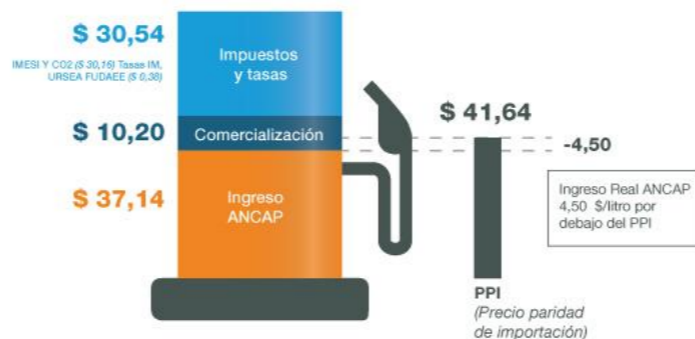 $ 30,54
IMESI Y CO2 ($ 30,16) Tasas IM,
URSEA FUDAEE ($ 0,38)
Impuestos
y tasas
$ 10,20
Comercialización
$ 41,64
-4,50
$ 37,14
Ingreso
ANCAP
Ingreso Real ANCAP
4,50 $/litro por
debajo del PPI
PPI
(Precio paridad
de importación)